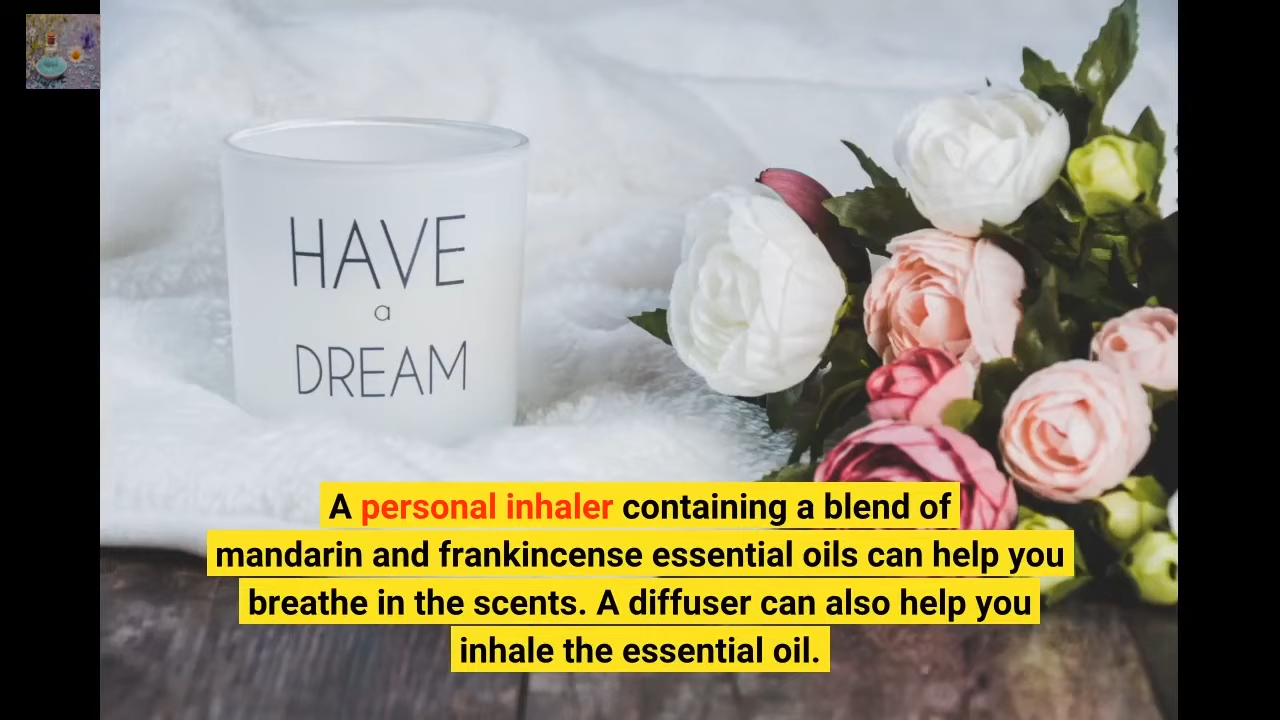 HAVE
a
DREAM
A personal inhaler containing a blend of
mandarin and frankincense essential oils can help you
breathe in the scents. A diffuser can also help you
inhale the essential oil.